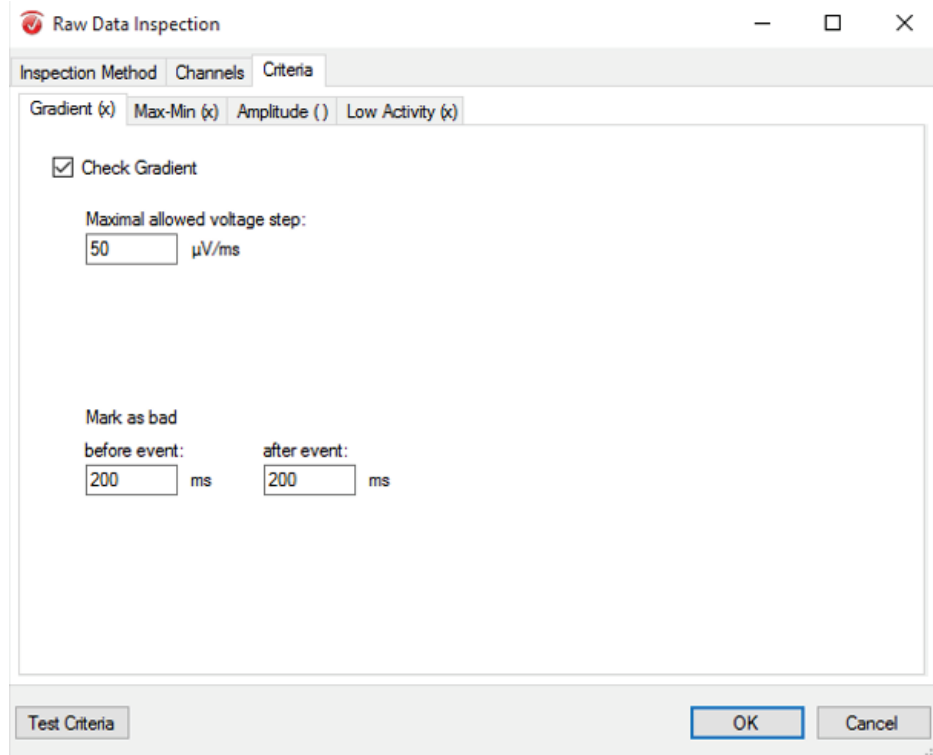 Raw Data Inspection
Inspection Method Channels Criteria
Gradient (x) Max-Min (x) Amplitude ( ) Low Activity (x)
Check Gradient
Maximal allowed voltage step:
50 µV/ms
Mark as bad
before event: after event:
200 ms 200 ms
Test Criteria OK Cancel